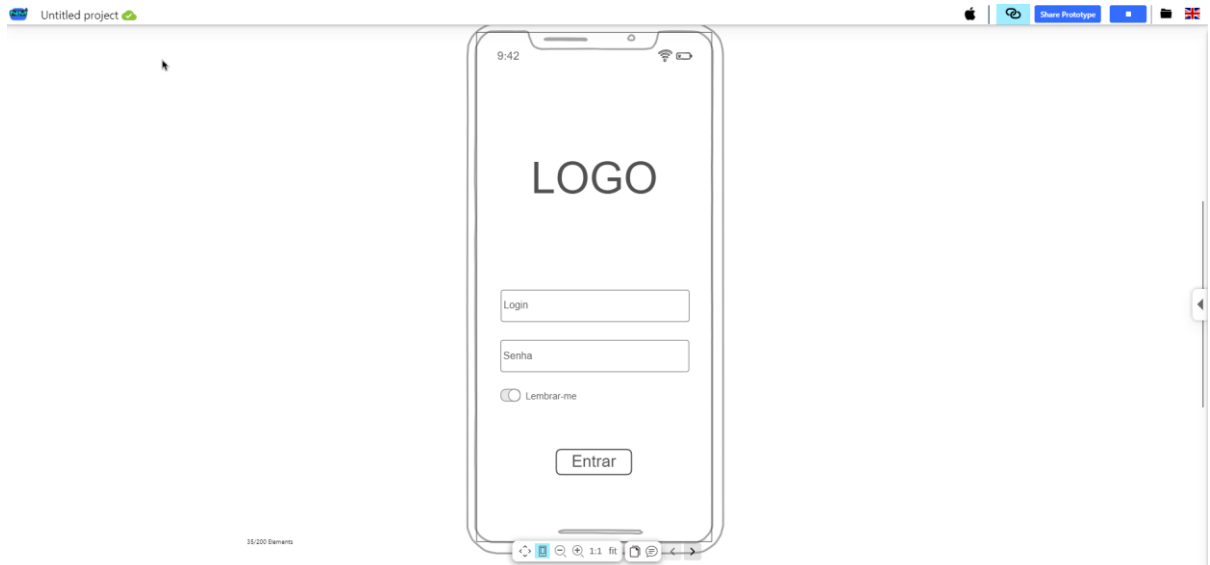 Untitled project
Share Prototype
9:42
LOGO
Login
Senha
Lembrar-me
Entrar
35/200 Elements
1:1 fit